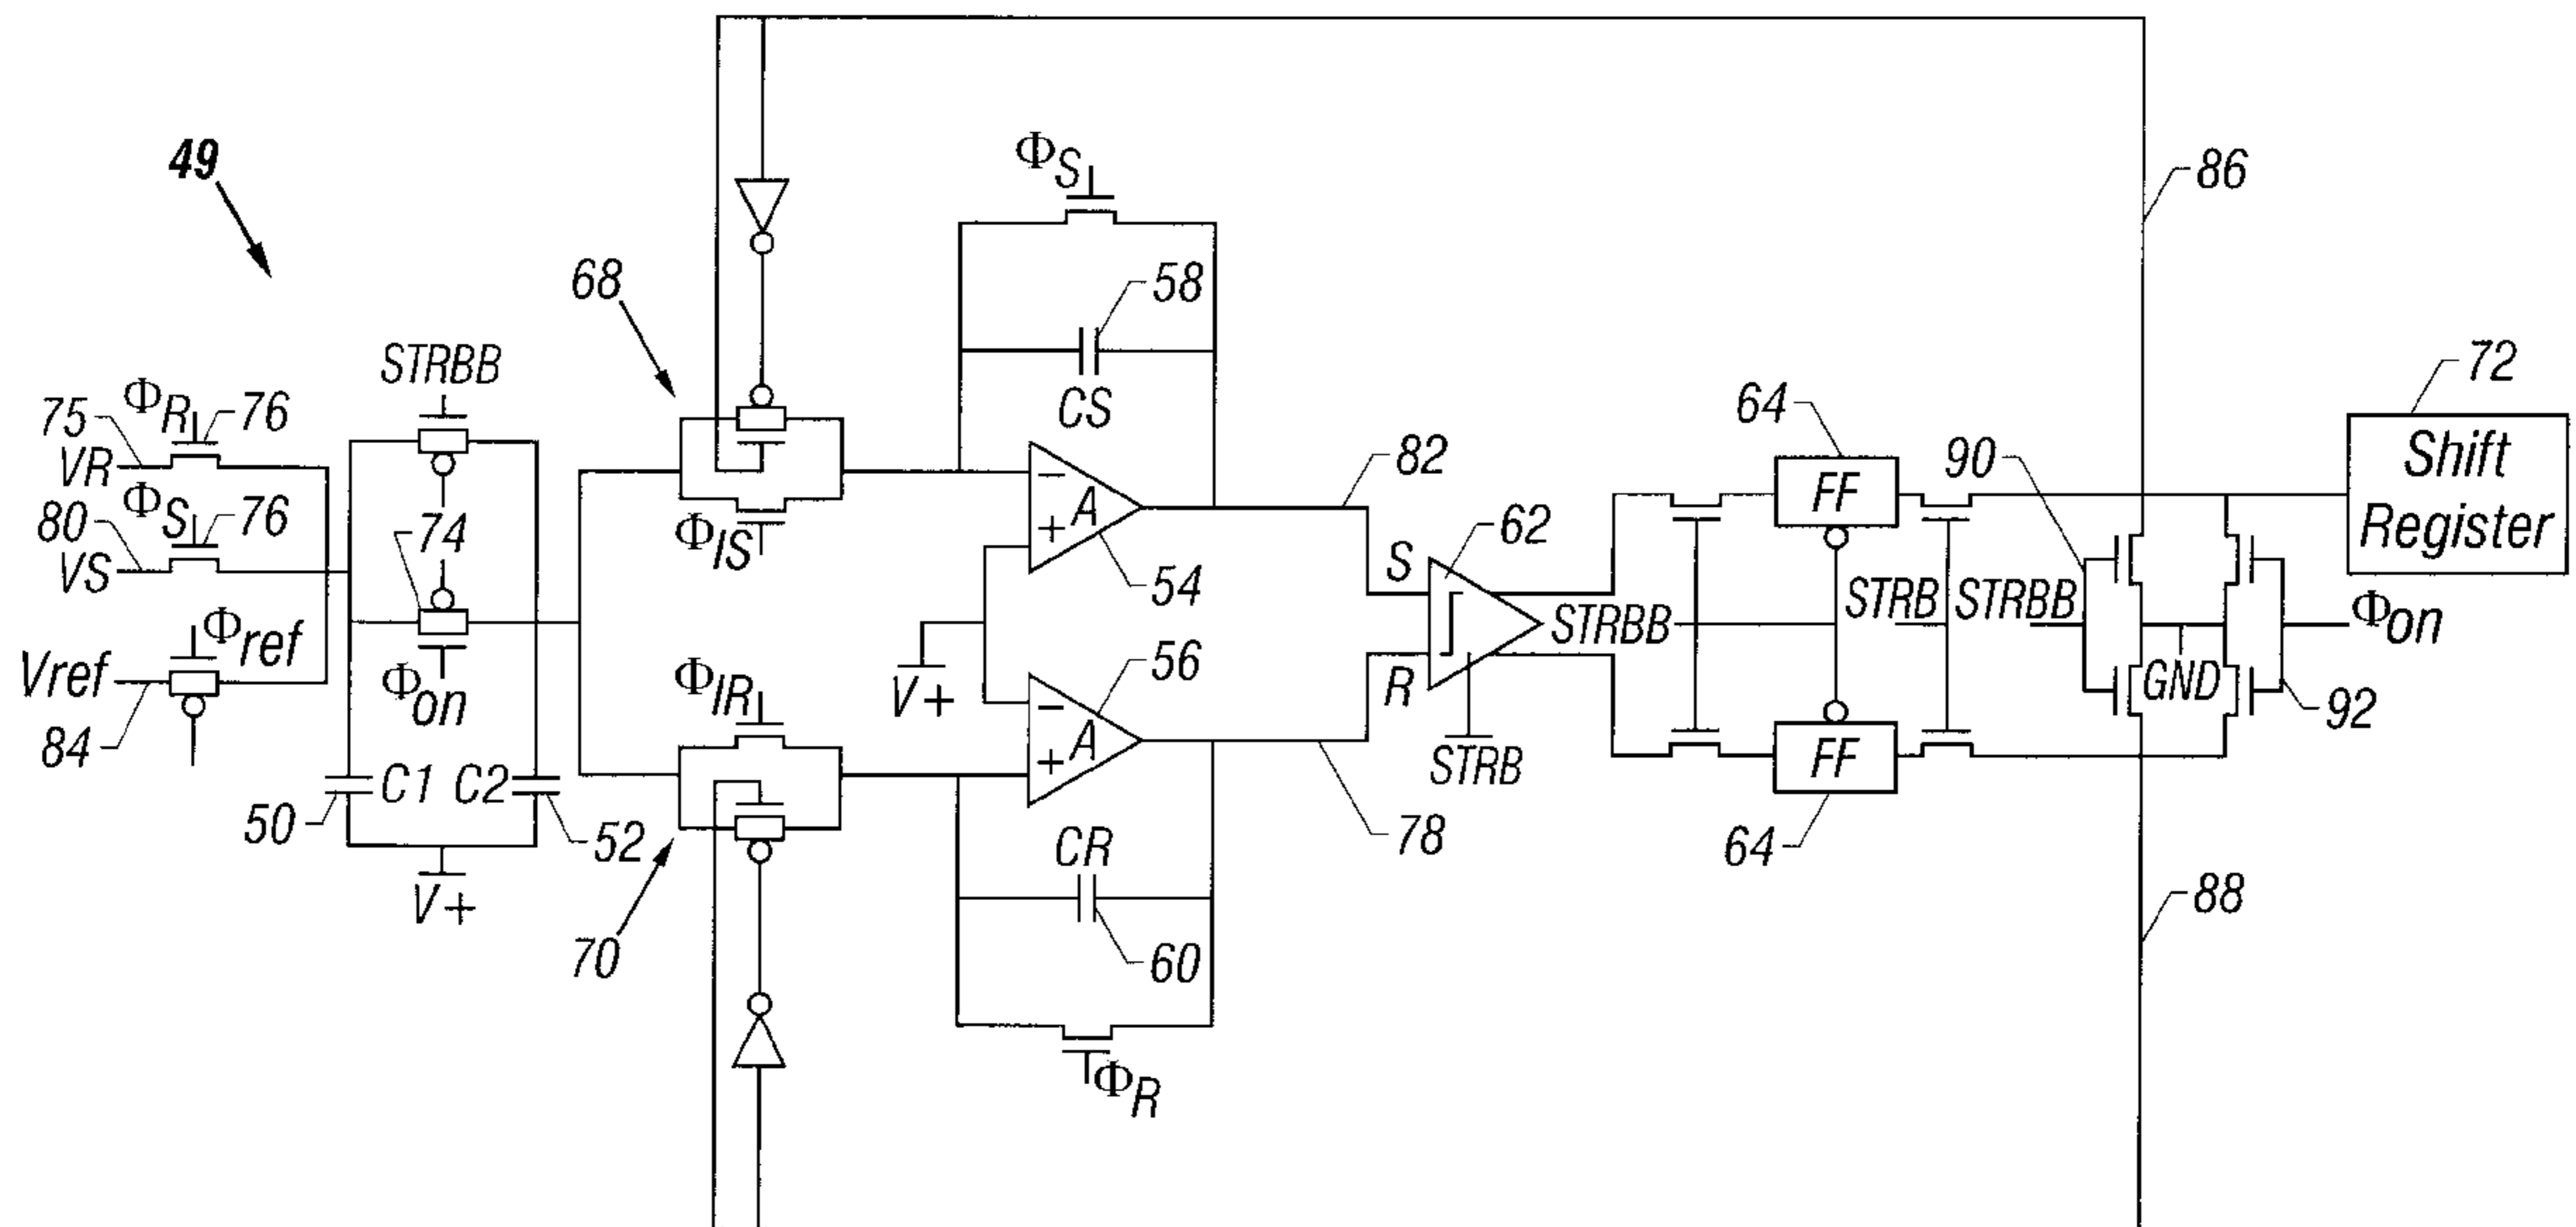 49
86
ΦS
68
58
CS
STRBB
72
75
ΦR
76
VR
64
FF
90
Shift
Register
82
80
ΦS
76
VS
74
ΦIS
A
54
62
S
STRBB
STRB
STRBB
Φon
Φref
Vref
84
Φon
ΦIR
V+
56
A
R
STRB
GND
92
64
FF
78
C1
C2
50
52
V+
70
CR
60
88
ΦR